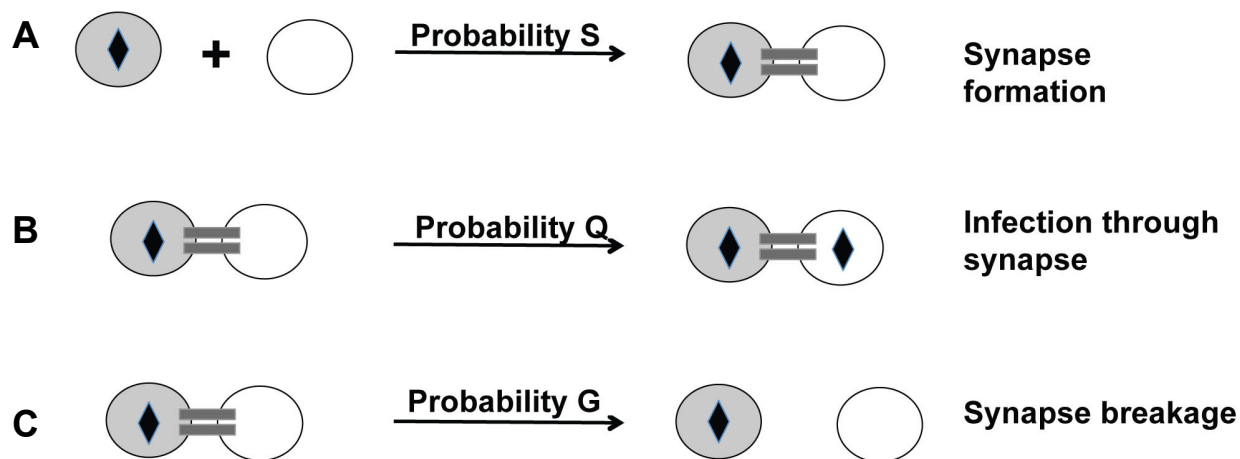 A
+
Probability S
Synapse
formation
B
Probability Q
Infection through
synapse
C
Probability G
Synapse breakage